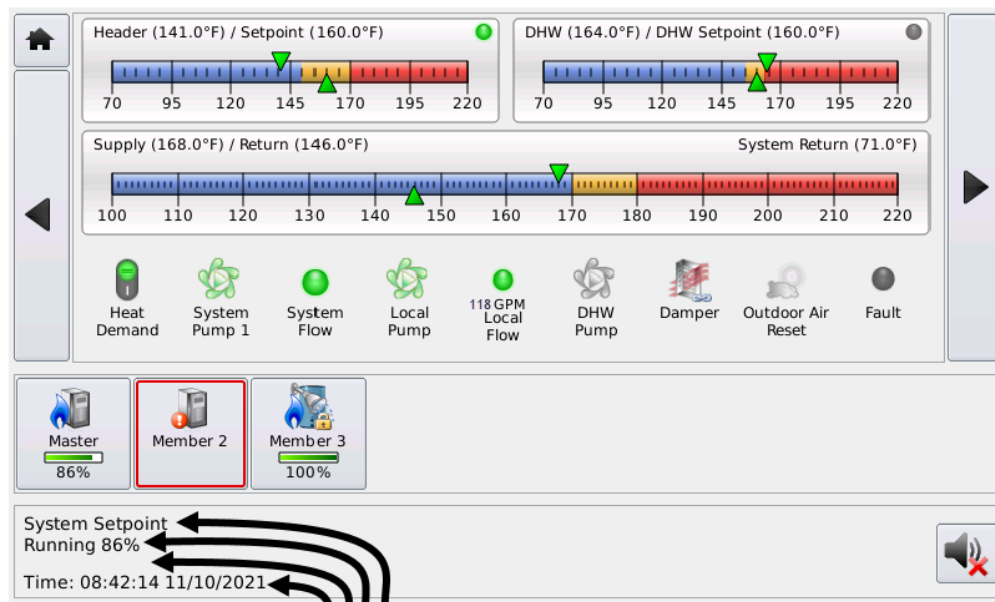 Header (141.0°F) / Setpoint (160.0°F)
DHW (164.0°F) / DHW Setpoint (160.0°F)
70 95 120 145 170 195 220
70 95 120 145 170 195 220
Supply (168.0°F) / Return (146.0°F)
System Return (71.0°F)
100 110 120 130 140 150 160 170 180 190 200 210 220
Heat
Demand
System
Pump 1
System
Flow
Local
Pump
118 GPM
Local
Flow
DHW
Pump
Damper
Outdoor Air
Reset
Fault
Master
86%
Member 2
Member 3
100%
System Setpoint
Running 86%
Time: 08:42:14 11/10/2021